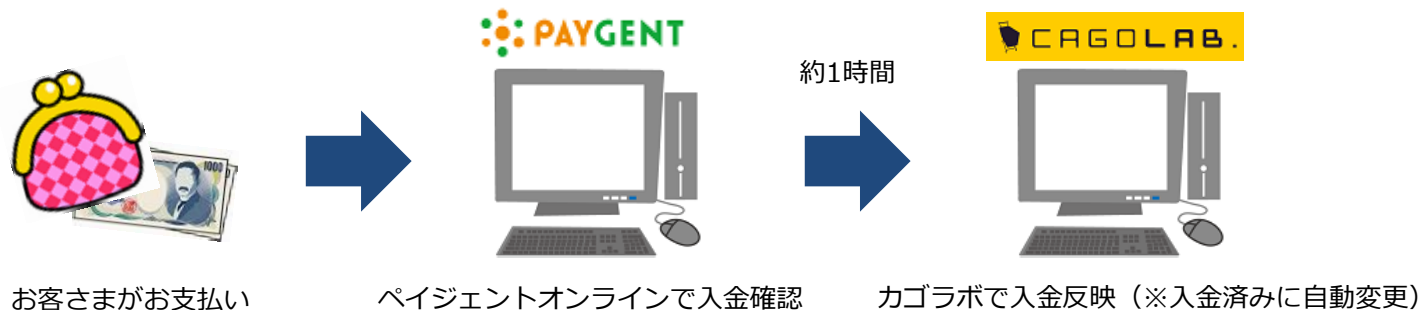 PAYGENT
CAGOLAB.
約1時間
1000
お客さまがお支払い
ペイジェントオンラインで入金確認
カゴラボで入金反映（※入金済みに自動変更）